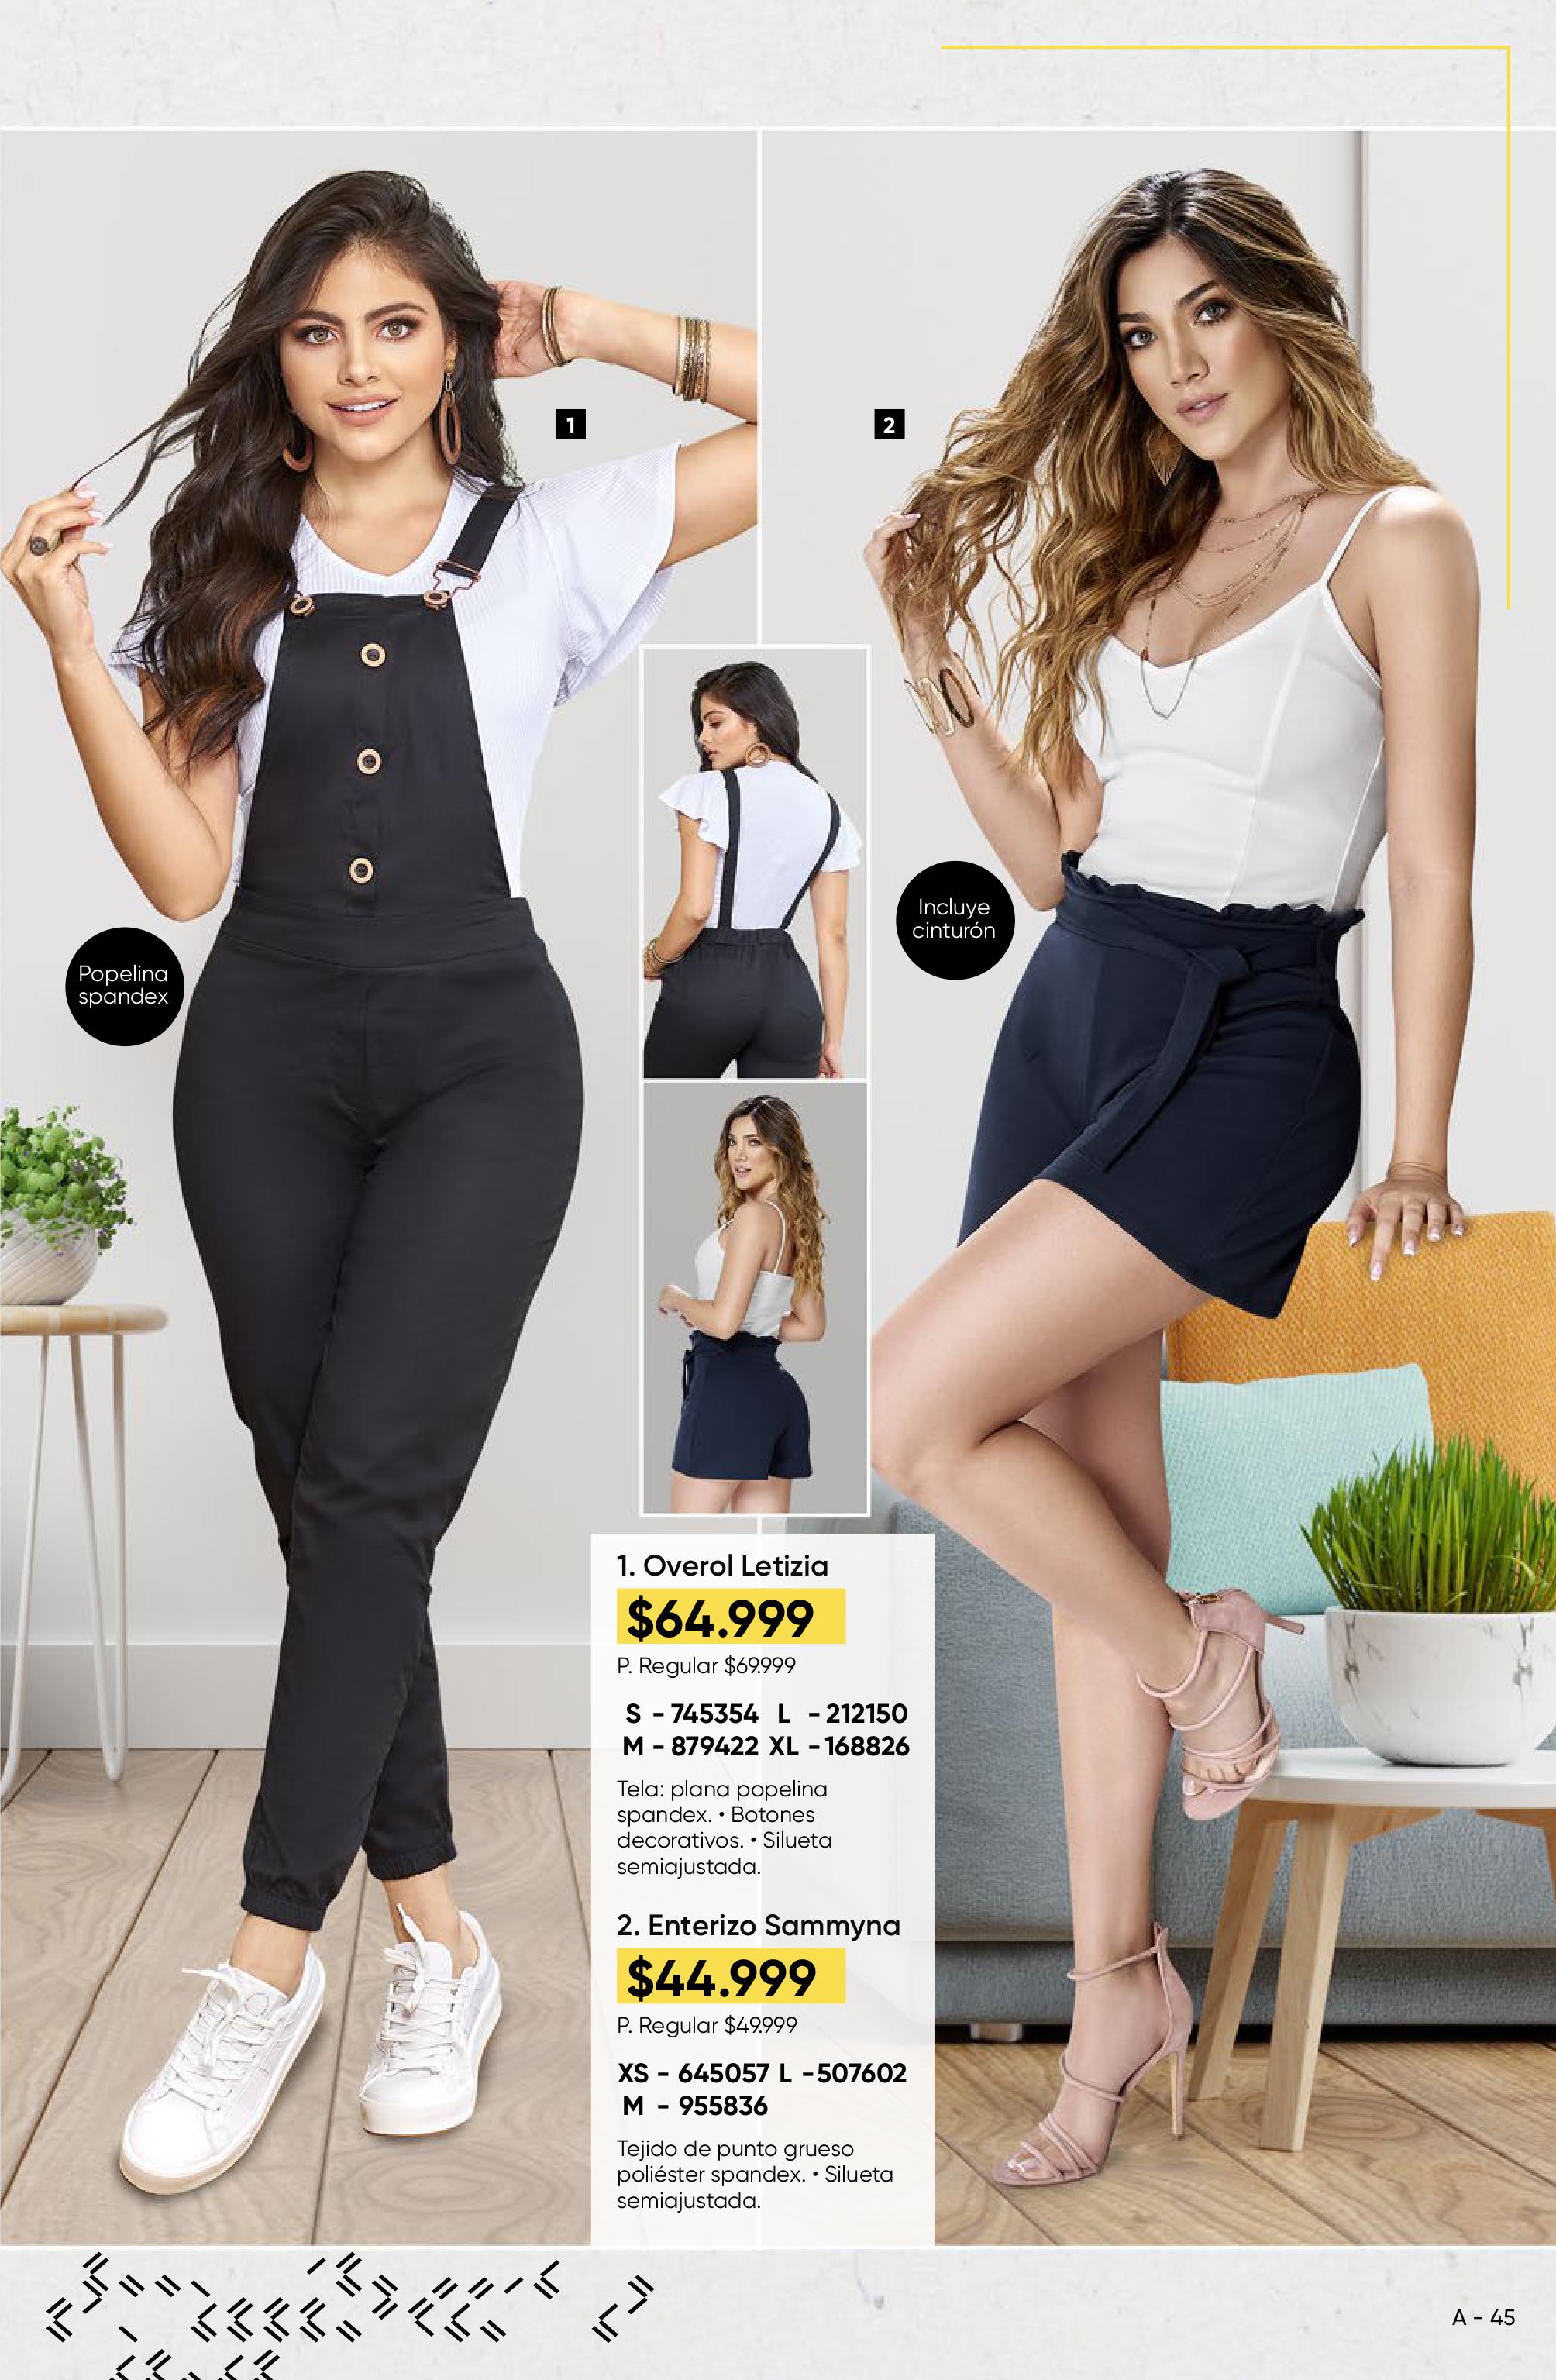 1
2
Incluye
cinturón
Popelina
spandex
1. Overol Letizia
$64.999
P. Regular $69.999
S - 745354 L - 212150
M - 879422 XL - 168826
Tela: plana popelina
spandex. • Botones
decorativos. • Silueta
semiajustada.
2. Enterizo Sammyna
$44.999
P. Regular $49.999
XS - 645057 L - 507602
M - 955836
Tejido de punto grueso
poliéster spandex. • Silueta
semiajustada.
A - 45